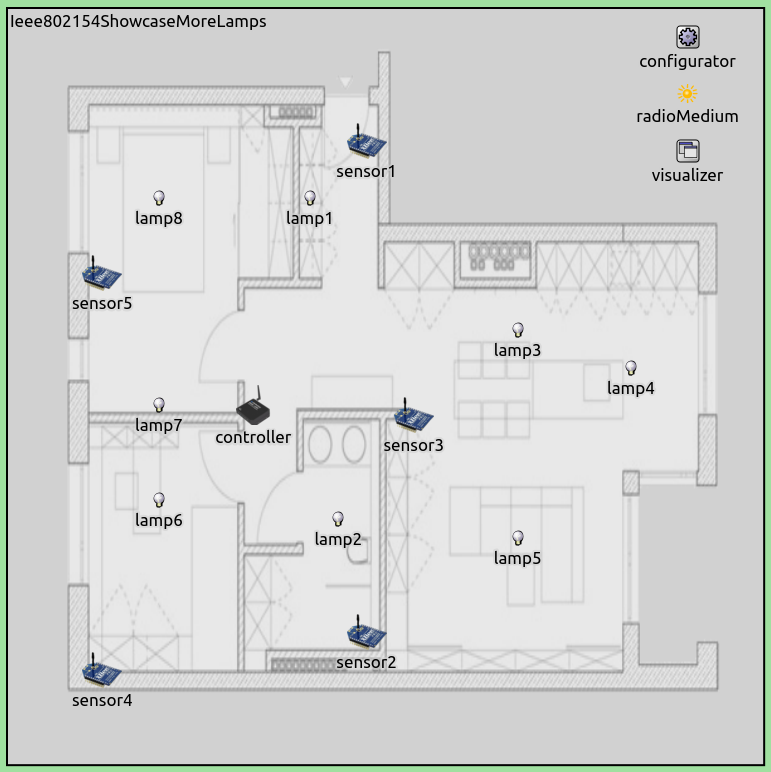 Ieee802154ShowcaseMoreLamps
configurator
radioMedium
visualizer
sensor1
lamp8
lamp1
sensor5
lamp3
lamp4
lamp7
controller
sensor3
lamp6
lamp2
lamp5
sensor2
sensor4